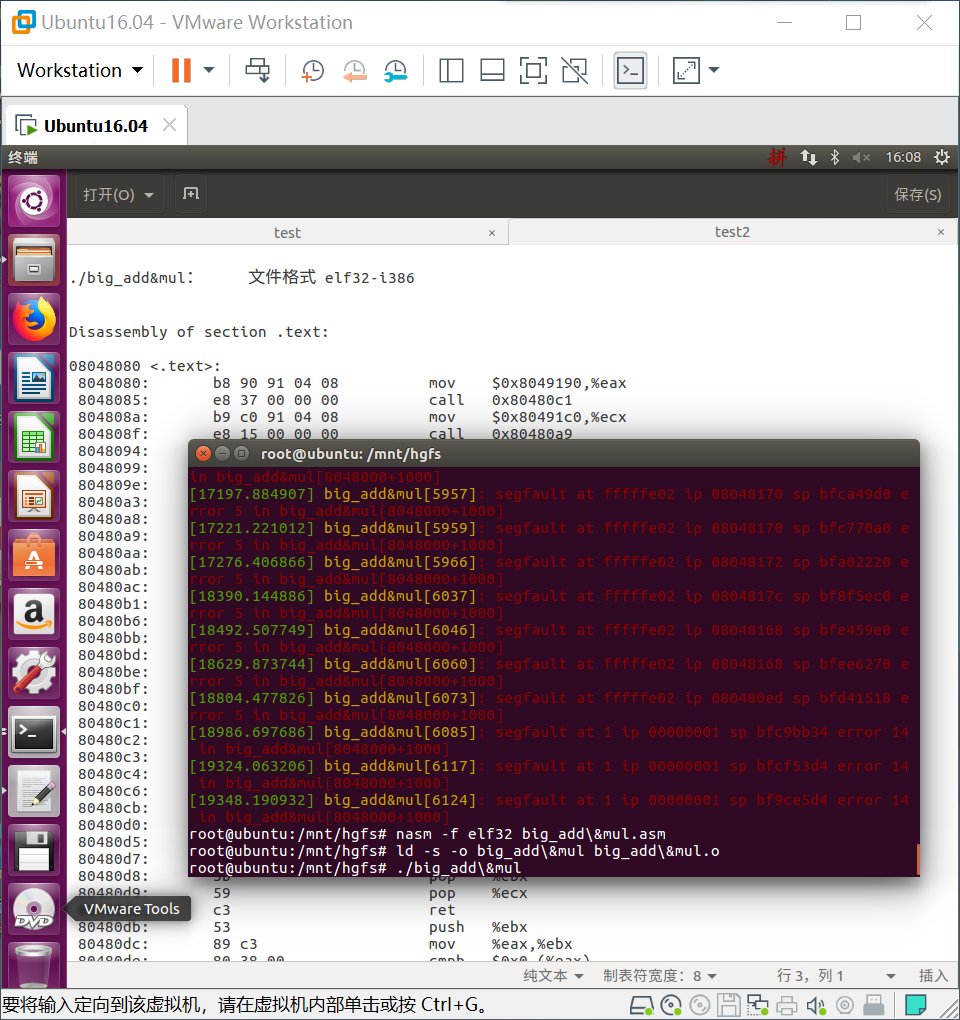 Ubuntu16.04 - VMware Workstation
Workstation
Ubuntu16.04
终端
拼
16:08
打开(O)
保存(S)
test
test2
./big_add&mul: 文件格式 elf32-i386
Disassembly of section .text:
08048080 <.text>:
8048080: b8 90 91 04 08 mov $0x8049190,%eax
8048085: e8 37 00 00 00 call 0x80480c1
804808a: b9 c0 91 04 08 mov $0x80491c0,%ecx
804808f: e8 15 00 00 00 call 0x80480a9
8048094:
8048099:
804809e:
80480a3:
80480a8:
80480a9:
80480aa:
80480ab:
80480ac:
80480b1:
80480b6:
80480bb:
80480bd:
80480be:
80480bf:
80480c0:
80480c1:
80480c2:
80480c3:
80480c4:
80480c6:
80480cb:
80480d0:
80480d5:
80480d7:
80480d8: pop %ebx
80480d9: 59 pop %ecx
c3 ret
80480db: 53 push %ebx
80480dc: 89 c3 mov %eax,%ebx
80480de: 80 38 00 cmpb $0x0,(%eax)
root@ubuntu: /mnt/hgfs
in big_add&mul[8048000+1000]
[17197.884907] big_add&mul[5957]: segfault at fffffe02 ip 08048170 sp bfca49d0 e
rror 5 in big_add&mul[8048000+1000]
[17221.221012] big_add&mul[5959]: segfault at fffffe02 ip 08048170 sp bfc770a0 e
rror 5 in big_add&mul[8048000+1000]
[17276.406866] big_add&mul[5966]: segfault at fffffe02 ip 08048172 sp bfa02220 e
rror 5 in big_add&mul[8048000+1000]
[18390.144886] big_add&mul[6037]: segfault at fffffe02 ip 0804817c sp bf8f5ec0 e
rror 5 in big_add&mul[8048000+1000]
[18492.507749] big_add&mul[6046]: segfault at fffffe02 ip 08048168 sp bfe459e0 e
rror 5 in big_add&mul[8048000+1000]
[18629.873744] big_add&mul[6060]: segfault at fffffe02 ip 08048168 sp bfee6270 e
rror 5 in big_add&mul[8048000+1000]
[18804.477826] big_add&mul[6073]: segfault at fffffe02 ip 080480ed sp bfd41518 e
rror 5 in big_add&mul[8048000+1000]
[18986.697686] big_add&mul[6085]: segfault at 1 ip 00000001 sp bfc9bb34 error 14
in big_add&mul[8048000+1000]
[19324.063206] big_add&mul[6117]: segfault at 1 ip 00000001 sp bfcf53d4 error 14
in big_add&mul[8048000+1000]
[19348.190932] big_add&mul[6124]: segfault at 1 ip 00000001 sp bf9ce5d4 error 14
in big_add&mul[8048000+1000]
root@ubuntu:/mnt/hgfs# nasm -f elf32 big_add\&mul.asm
root@ubuntu:/mnt/hgfs# ld -s -o big_add\&mul big_add\&mul.o
root@ubuntu:/mnt/hgfs# ./big_add\&mul
VMware Tools
纯文本
制表符宽度: 8
行 3, 列 1
插入
要将输入定向到该虚拟机，请在虚拟机内部单击或按 Ctrl+G。